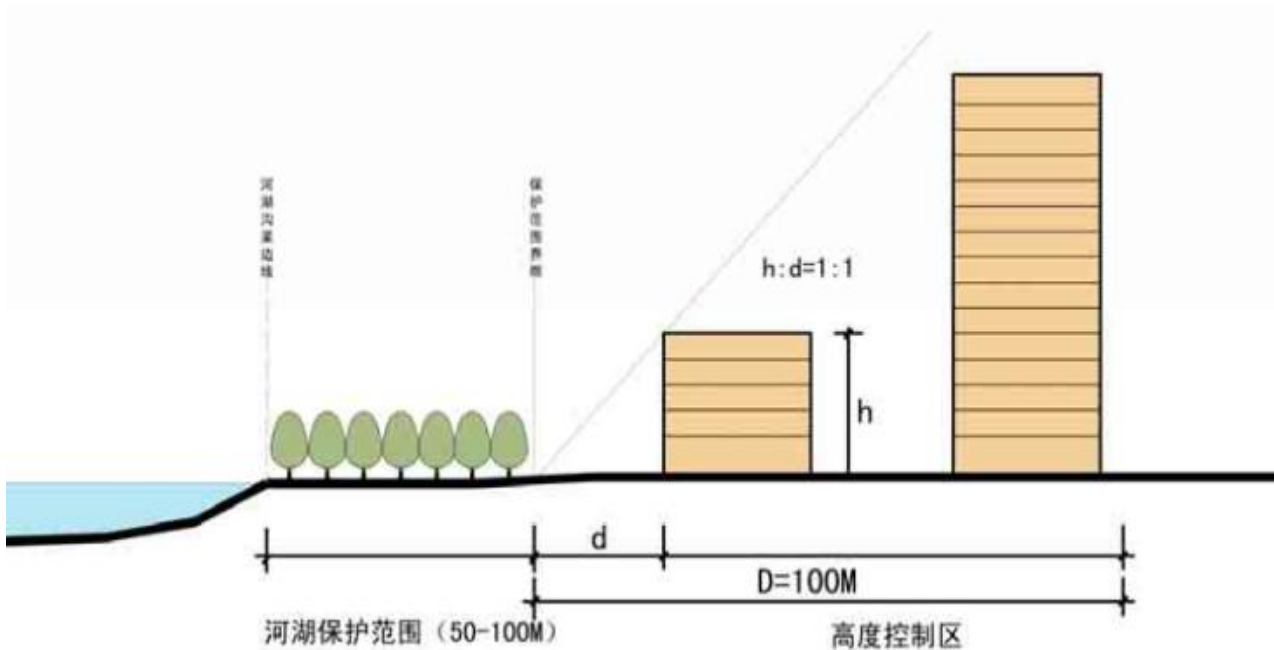 河湖沟渠边线
保护范围界线
h:d=1:1
h
d
D=100M
河湖保护范围（50-100M）
高度控制区